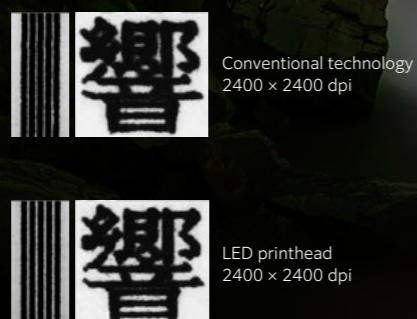 響
Conventional technology
2400 × 2400 dpi
響
LED printhead
2400 × 2400 dpi